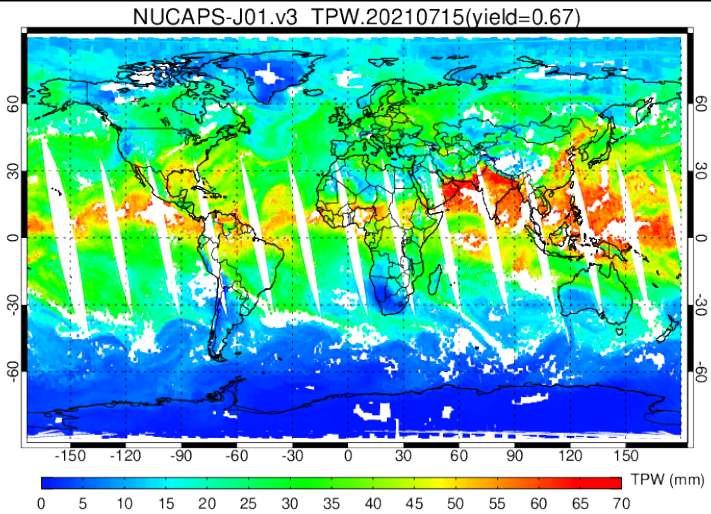 NUCAPS-J01.v3 TPW.20210715(yield=0.67)
60 60
30 30
0 0
-30 -30
-60 -60
-150 -120 -90 -60 -30 0 30 60 90 120 150
TPW (mm)
0 5 10 15 20 25 30 35 40 45 50 55 60 65 70